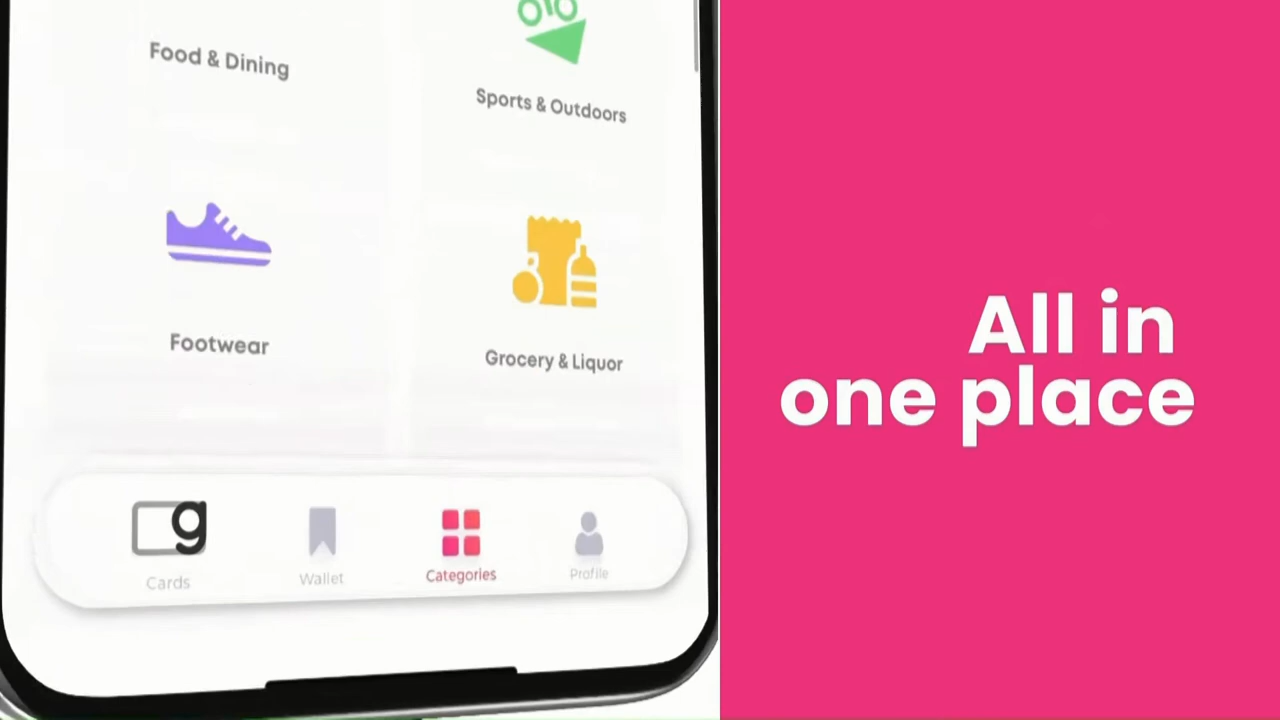 Food & Dining
Sports & Outdoors
Footwear
Grocery & Liquor
g
Cards
Wallet
Categories
Profile
All in
one place